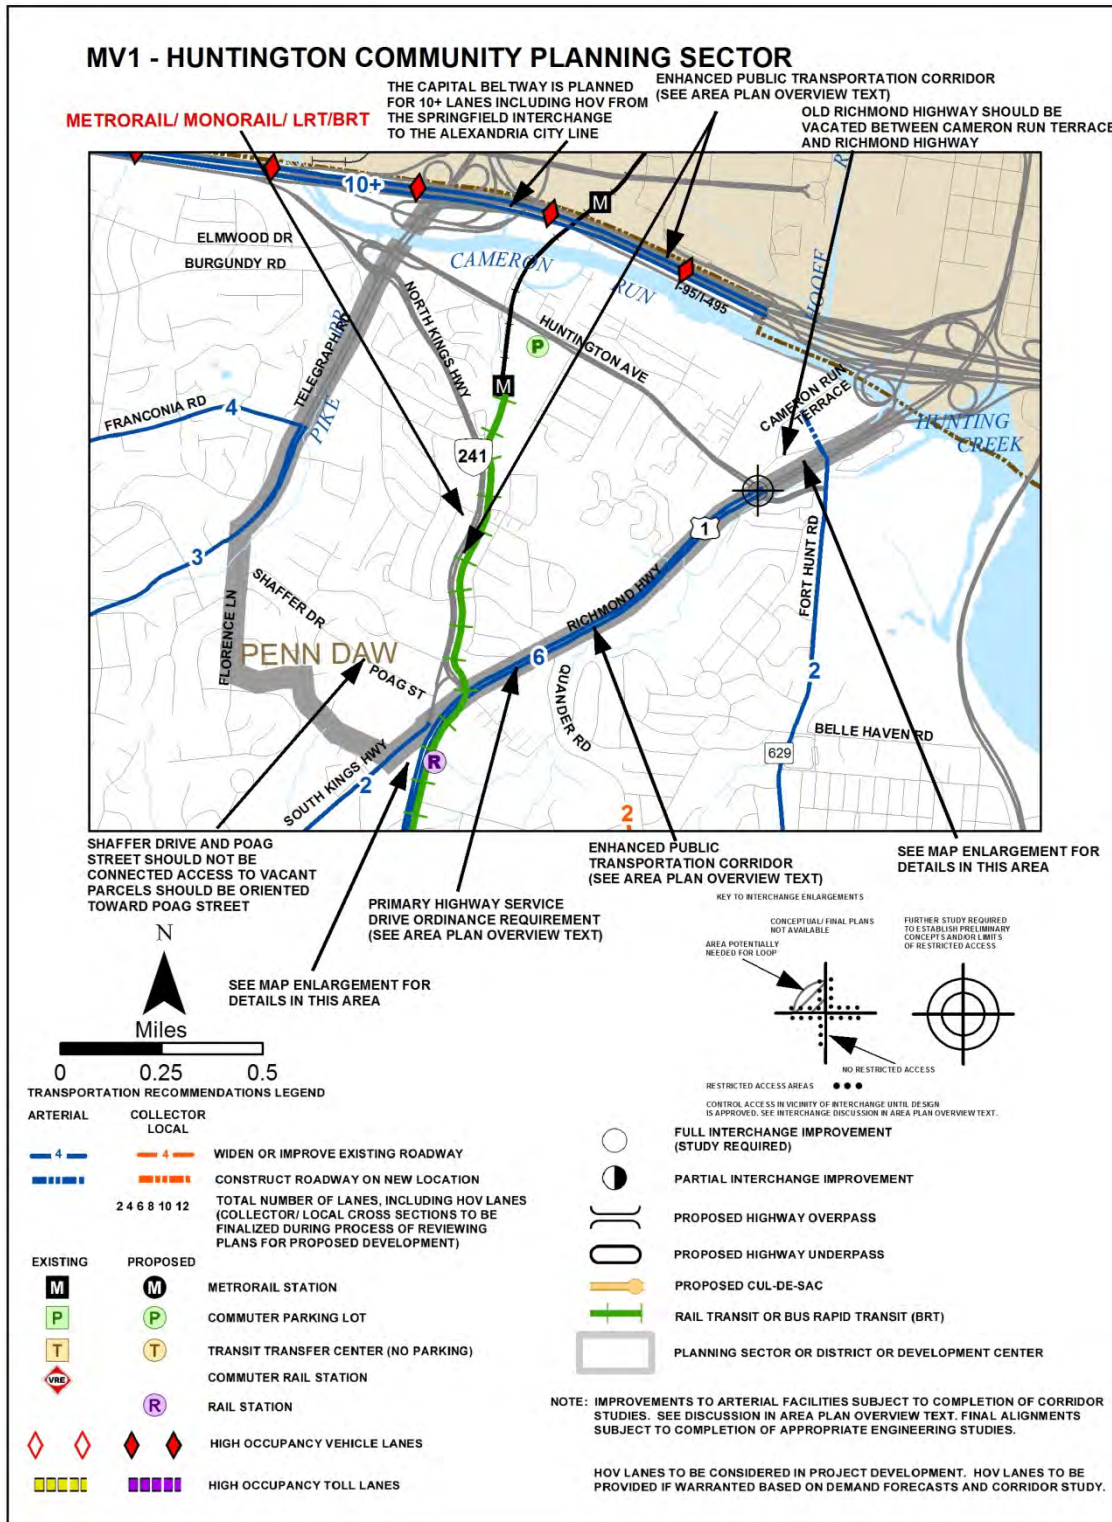 MV1 - HUNTINGTON COMMUNITY PLANNING SECTOR
METRORAIL/ MONORAIL/ LRT/BRT
THE CAPITAL BELTWAY IS PLANNED
FOR 10+ LANES INCLUDING HOV FROM
THE SPRINGFIELD INTERCHANGE
TO THE ALEXANDRIA CITY LINE
ENHANCED PUBLIC TRANSPORTATION CORRIDOR
(SEE AREA PLAN OVERVIEW TEXT)
OLD RICHMOND HIGHWAY SHOULD BE
VACATED BETWEEN CAMERON RUN TERRACE
AND RICHMOND HIGHWAY
10+
M
ELMWOOD DR
BURGUNDY RD
CAMERON
RUN
HOOFF
R
I-95/I-495
NORTH KINGS HWY
HUNTINGTON AVE
P
M
TELEGRAPH RD
PIKE
BR
FRANCONIA RD
4
CAMERON RUN
TERRACE
HUNTING
CREEK
241
1
3
FORT HUNT RD
SHAFFER DR
FLORENCE LN
PENN DAW
POAG ST
RICHMOND HWY
6
QUANDER RD
2
BELLE HAVEN RD
629
R
SOUTH KINGS HWY
2
2
SHAFFER DRIVE AND POAG
STREET SHOULD NOT BE
CONNECTED ACCESS TO VACANT
PARCELS SHOULD BE ORIENTED
TOWARD POAG STREET
PRIMARY HIGHWAY SERVICE
DRIVE ORDINANCE REQUIREMENT
(SEE AREA PLAN OVERVIEW TEXT)
ENHANCED PUBLIC
TRANSPORTATION CORRIDOR
(SEE AREA PLAN OVERVIEW TEXT)
SEE MAP ENLARGEMENT FOR
DETAILS IN THIS AREA
SEE MAP ENLARGEMENT FOR
DETAILS IN THIS AREA
KEY TO INTERCHANGE ENLARGEMENTS
CONCEPTUAL/ FINAL PLANS
NOT AVAILABLE
AREA POTENTIALLY
NEEDED FOR LOOP
FURTHER STUDY REQUIRED
TO ESTABLISH PRELIMINARY
CONCEPTS AND/OR LIMITS
OF RESTRICTED ACCESS
NO RESTRICTED ACCESS
RESTRICTED ACCESS AREAS
CONTROL ACCESS IN VICINITY OF INTERCHANGE UNTIL DESIGN
IS APPROVED. SEE INTERCHANGE DISCUSSION IN AREA PLAN OVERVIEW TEXT.
N
Miles
0 0.25 0.5
TRANSPORTATION RECOMMENDATIONS LEGEND
ARTERIAL COLLECTOR
LOCAL
4 4 WIDEN OR IMPROVE EXISTING ROADWAY
CONSTRUCT ROADWAY ON NEW LOCATION
2 4 6 8 10 12 TOTAL NUMBER OF LANES, INCLUDING HOV LANES
(COLLECTOR/ LOCAL CROSS SECTIONS TO BE
FINALIZED DURING PROCESS OF REVIEWING
PLANS FOR PROPOSED DEVELOPMENT)
EXISTING PROPOSED
M M METRORAIL STATION
P P COMMUTER PARKING LOT
T T TRANSIT TRANSFER CENTER (NO PARKING)
VRE COMMUTER RAIL STATION
R RAIL STATION
HIGH OCCUPANCY VEHICLE LANES
HIGH OCCUPANCY TOLL LANES
FULL INTERCHANGE IMPROVEMENT
(STUDY REQUIRED)
PARTIAL INTERCHANGE IMPROVEMENT
PROPOSED HIGHWAY OVERPASS
PROPOSED HIGHWAY UNDERPASS
PROPOSED CUL-DE-SAC
RAIL TRANSIT OR BUS RAPID TRANSIT (BRT)
PLANNING SECTOR OR DISTRICT OR DEVELOPMENT CENTER
NOTE: IMPROVEMENTS TO ARTERIAL FACILITIES SUBJECT TO COMPLETION OF CORRIDOR
STUDIES. SEE DISCUSSION IN AREA PLAN OVERVIEW TEXT. FINAL ALIGNMENTS
SUBJECT TO COMPLETION OF APPROPRIATE ENGINEERING STUDIES.
HOV LANES TO BE CONSIDERED IN PROJECT DEVELOPMENT. HOV LANES TO BE
PROVIDED IF WARRANTED BASED ON DEMAND FORECASTS AND CORRIDOR STUDY.